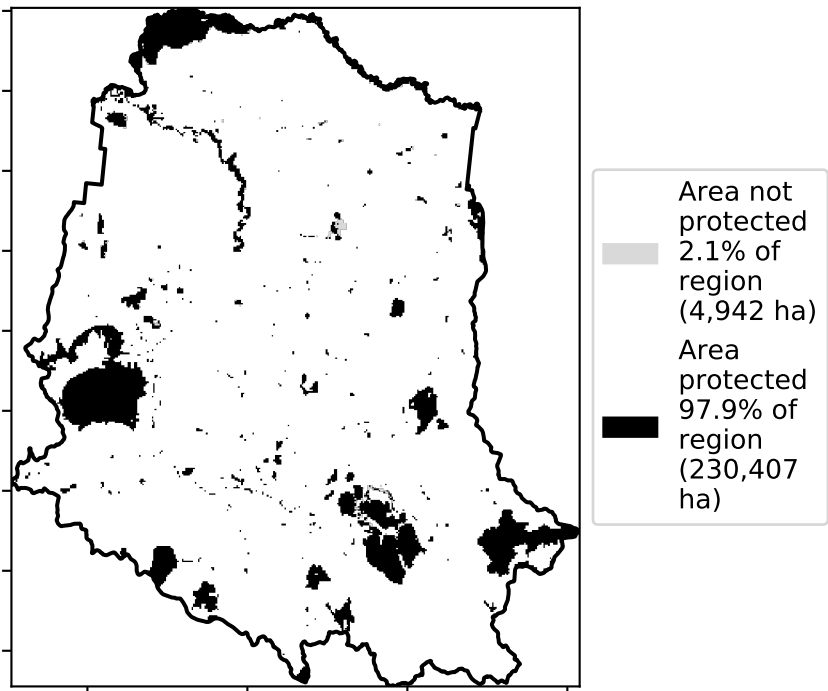 Area not
protected
2.1% of
region
(4,942 ha)
Area
protected
97.9% of
region
(230,407
ha)